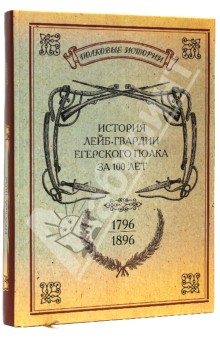 ПОЛКОВЫЕ ИСТОРИИ
ИСТОРИЯ
ЛЕЙБ-ГВАРДИИ
ЕГЕРСКОГО ПОЛКА
ЗА 100 ЛЕТ
1796
1896